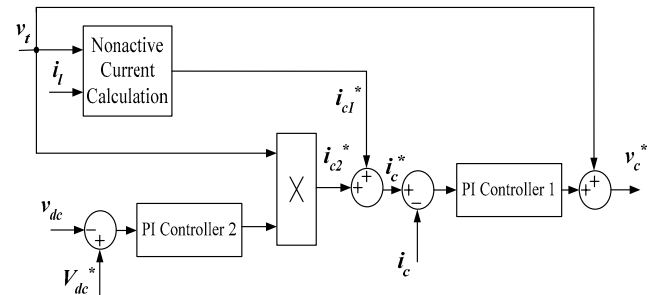 v_t
Nonactive
Current
Calculation
i_l
i_c1*
v_c*
i_c2*
i_c*
+
+
+
−
PI Controller 1
+
+
X
v_dc
−
+
PI Controller 2
V_dc*
i_c